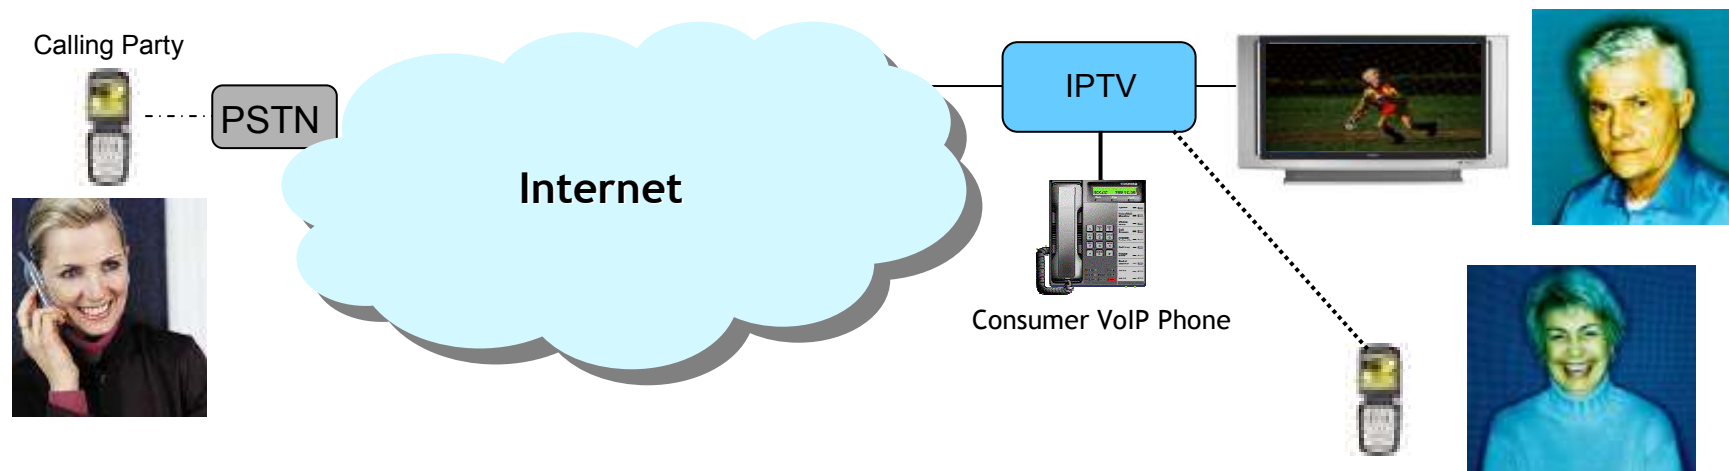 Calling Party
PSTN
Internet
IPTV
Consumer VoIP Phone